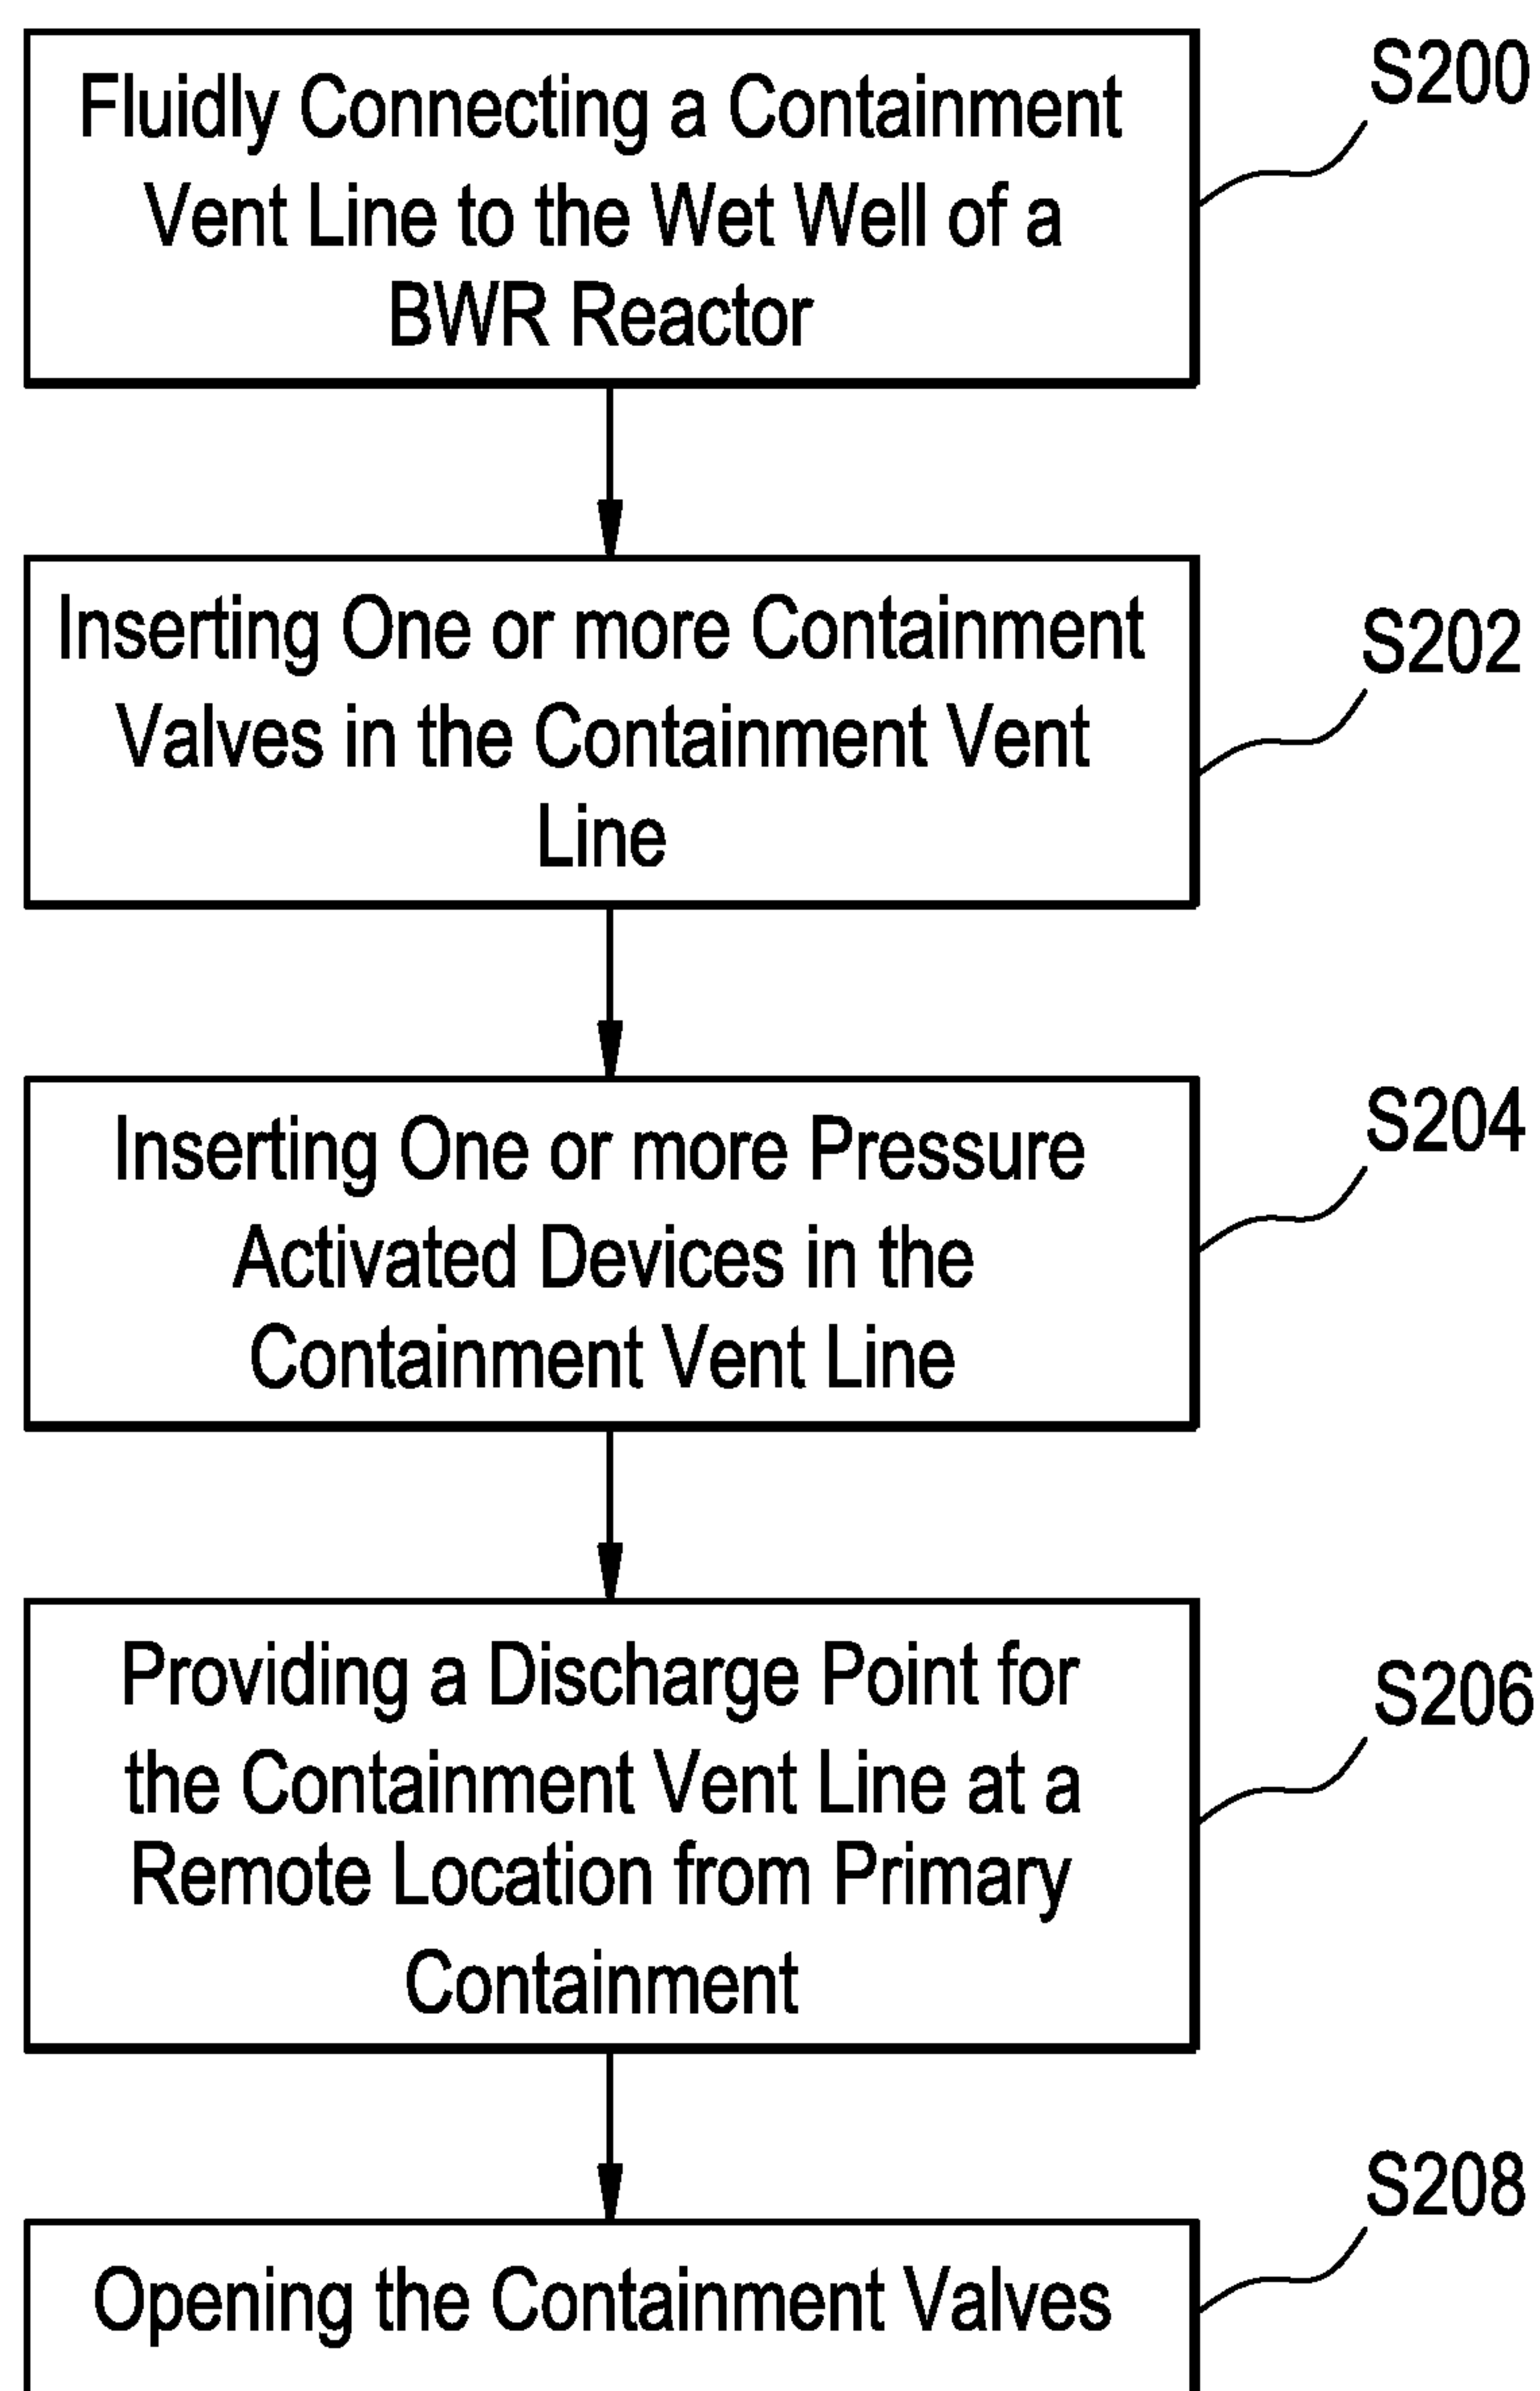 Fluidly Connecting a Containment
Vent Line to the Wet Well of a
BWR Reactor
S200
Inserting One or more Containment
Valves in the Containment Vent
Line
S202
Inserting One or more Pressure
Activated Devices in the
Containment Vent Line
S204
Providing a Discharge Point for
the Containment Vent Line at a
Remote Location from Primary
Containment
S206
Opening the Containment Valves
S208